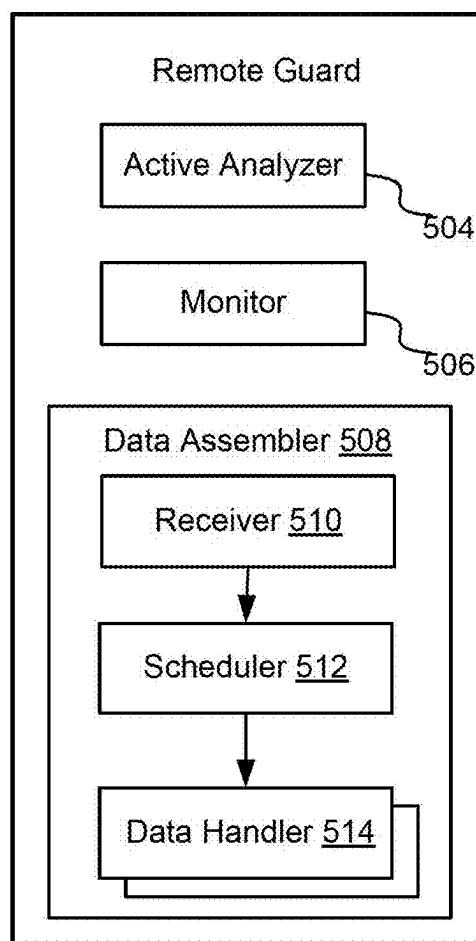 Remote Guard
Active Analyzer
504
Monitor
506
Data Assembler 508
Receiver 510
Scheduler 512
Data Handler 514